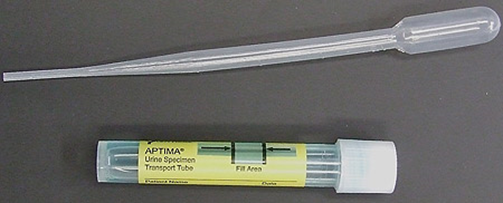 APTIMA®
Urine Specimen
Transport Tube
Fill Area
Patient Name
Date